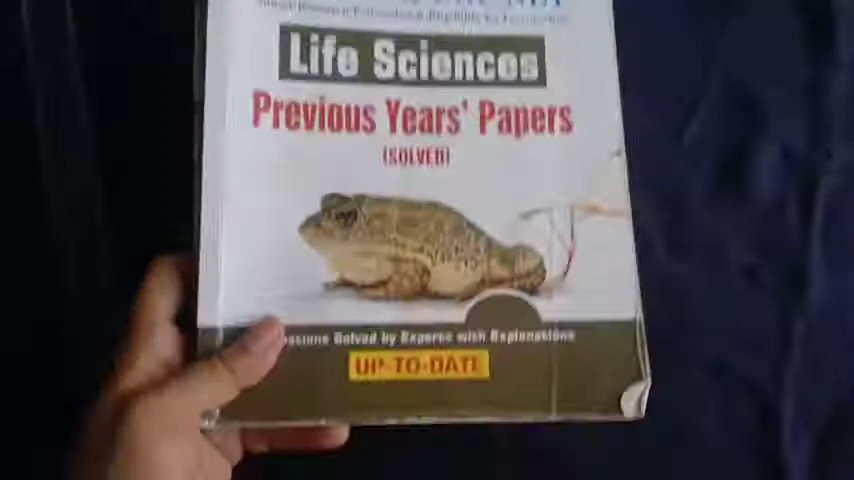 Life Sciences
Previous Years' Papers
(SOLVED)
Solved by Experts with Explanations
UP-TO-DATE